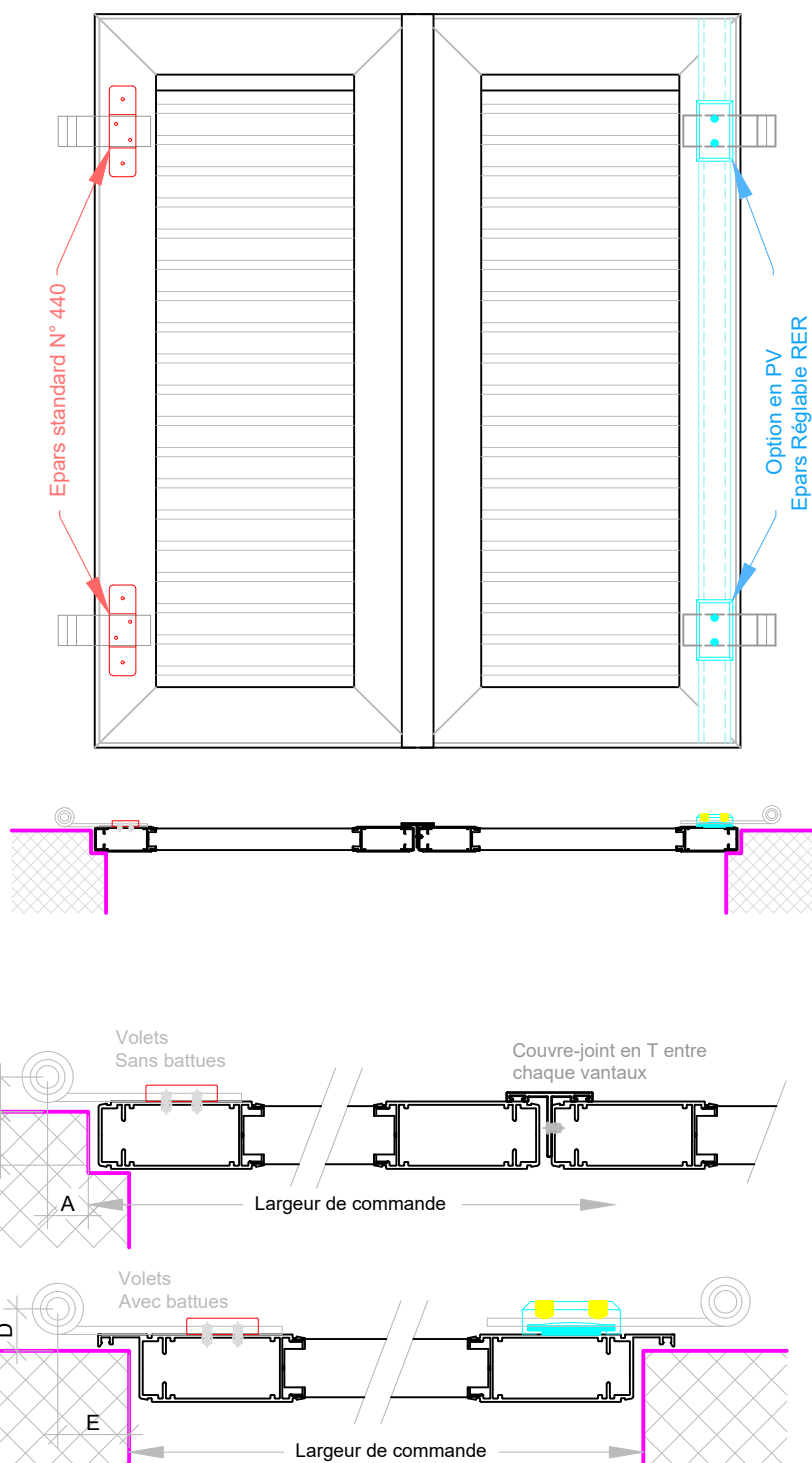 Epars standard N° 440
Option en PV
Epars Réglable RER
Volets
Sans battues
Couvre-joint en T entre
chaque vantaux
A
Largeur de commande
Volets
Avec battues
D
E
Largeur de commande